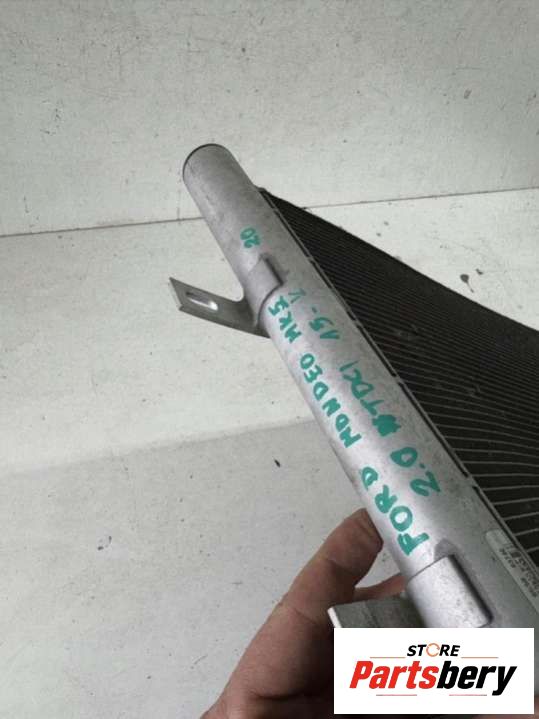 FORD MONDEO MK5
2.0 TDCI 15-
20
STORE
Partsbery